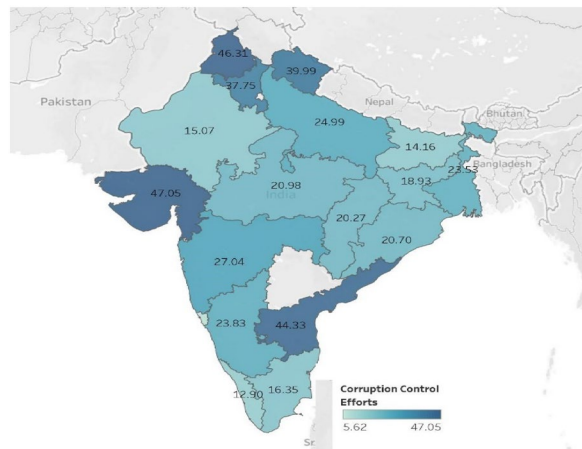 46.31
39.99
37.75
Pakistan
Nepal
24.99
Bhutan
15.07
14.16
Bangladesh
23.53
47.05
20.98
18.93
India
20.27
20.70
27.04
23.83
44.33
12.90
16.35
Sr
Corruption Control
Efforts
5.62
47.05